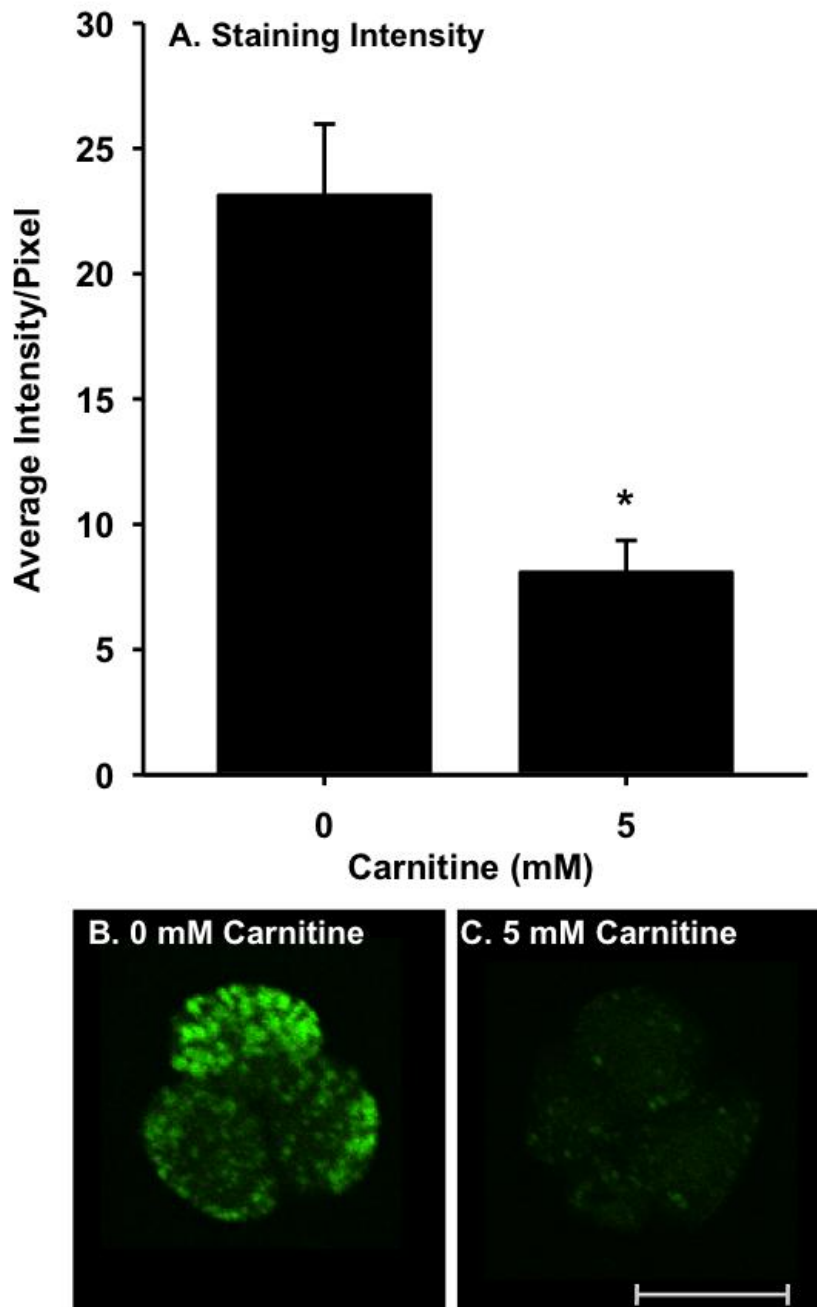 A. Staining Intensity
30
25
20
15
10
5
0
Average Intensity/Pixel
*
0 5
Carnitine (mM)
B. 0 mM Carnitine
C. 5 mM Carnitine